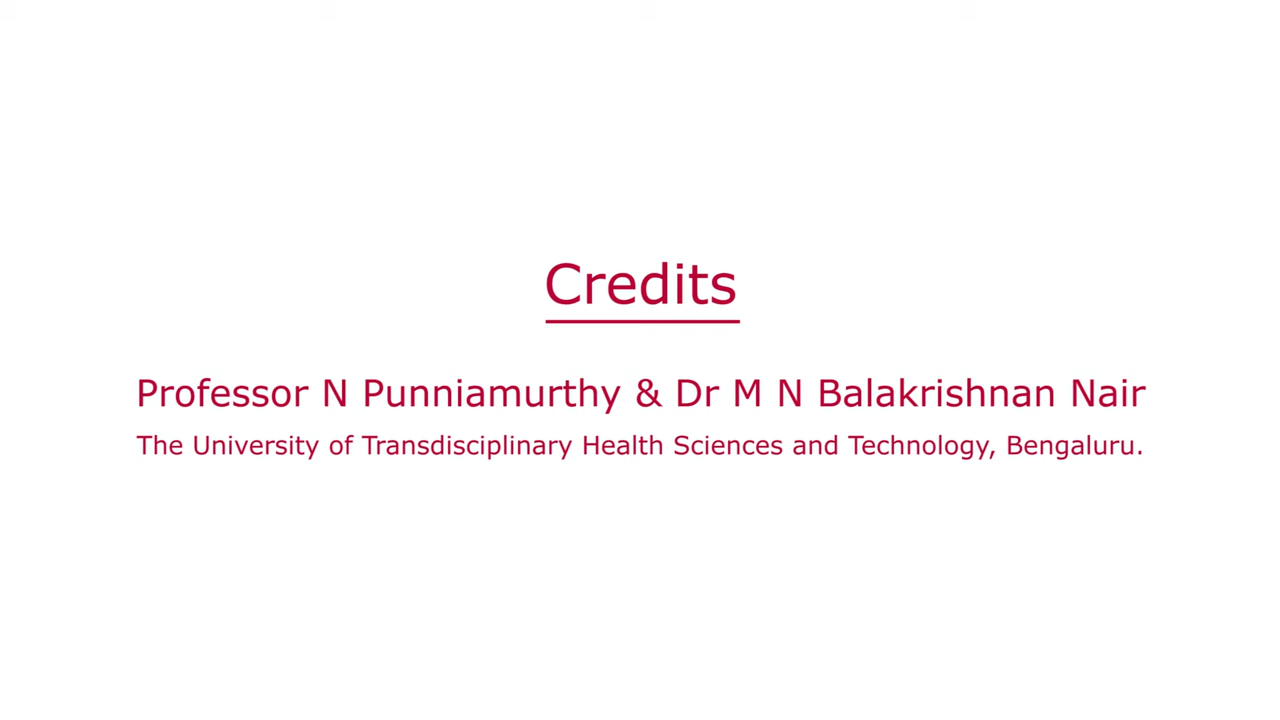 Credits
Professor N Punniamurthy & Dr M N Balakrishnan Nair
The University of Transdisciplinary Health Sciences and Technology, Bengaluru.